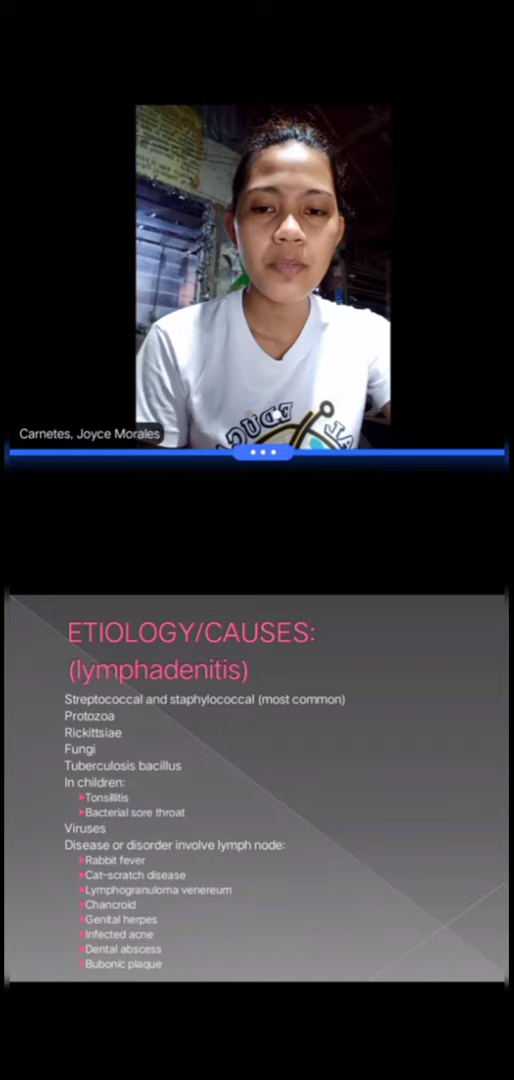 Carnetes, Joyce Morales
EDUC
AL
ETIOLOGY/CAUSES:
(lymphadenitis)
Streptococcal and staphylococcal (most common)
Protozoa
Rickittsiae
Fungi
Tuberculosis bacillus
In children:
Tonsillitis
Bacterial sore throat
Viruses
Disease or disorder involve lymph node:
Rabbit fever
Cat-scratch disease
Lymphogranuloma venereum
Chancroid
Genital herpes
Infected acne
Dental abscess
Bubonic plaque